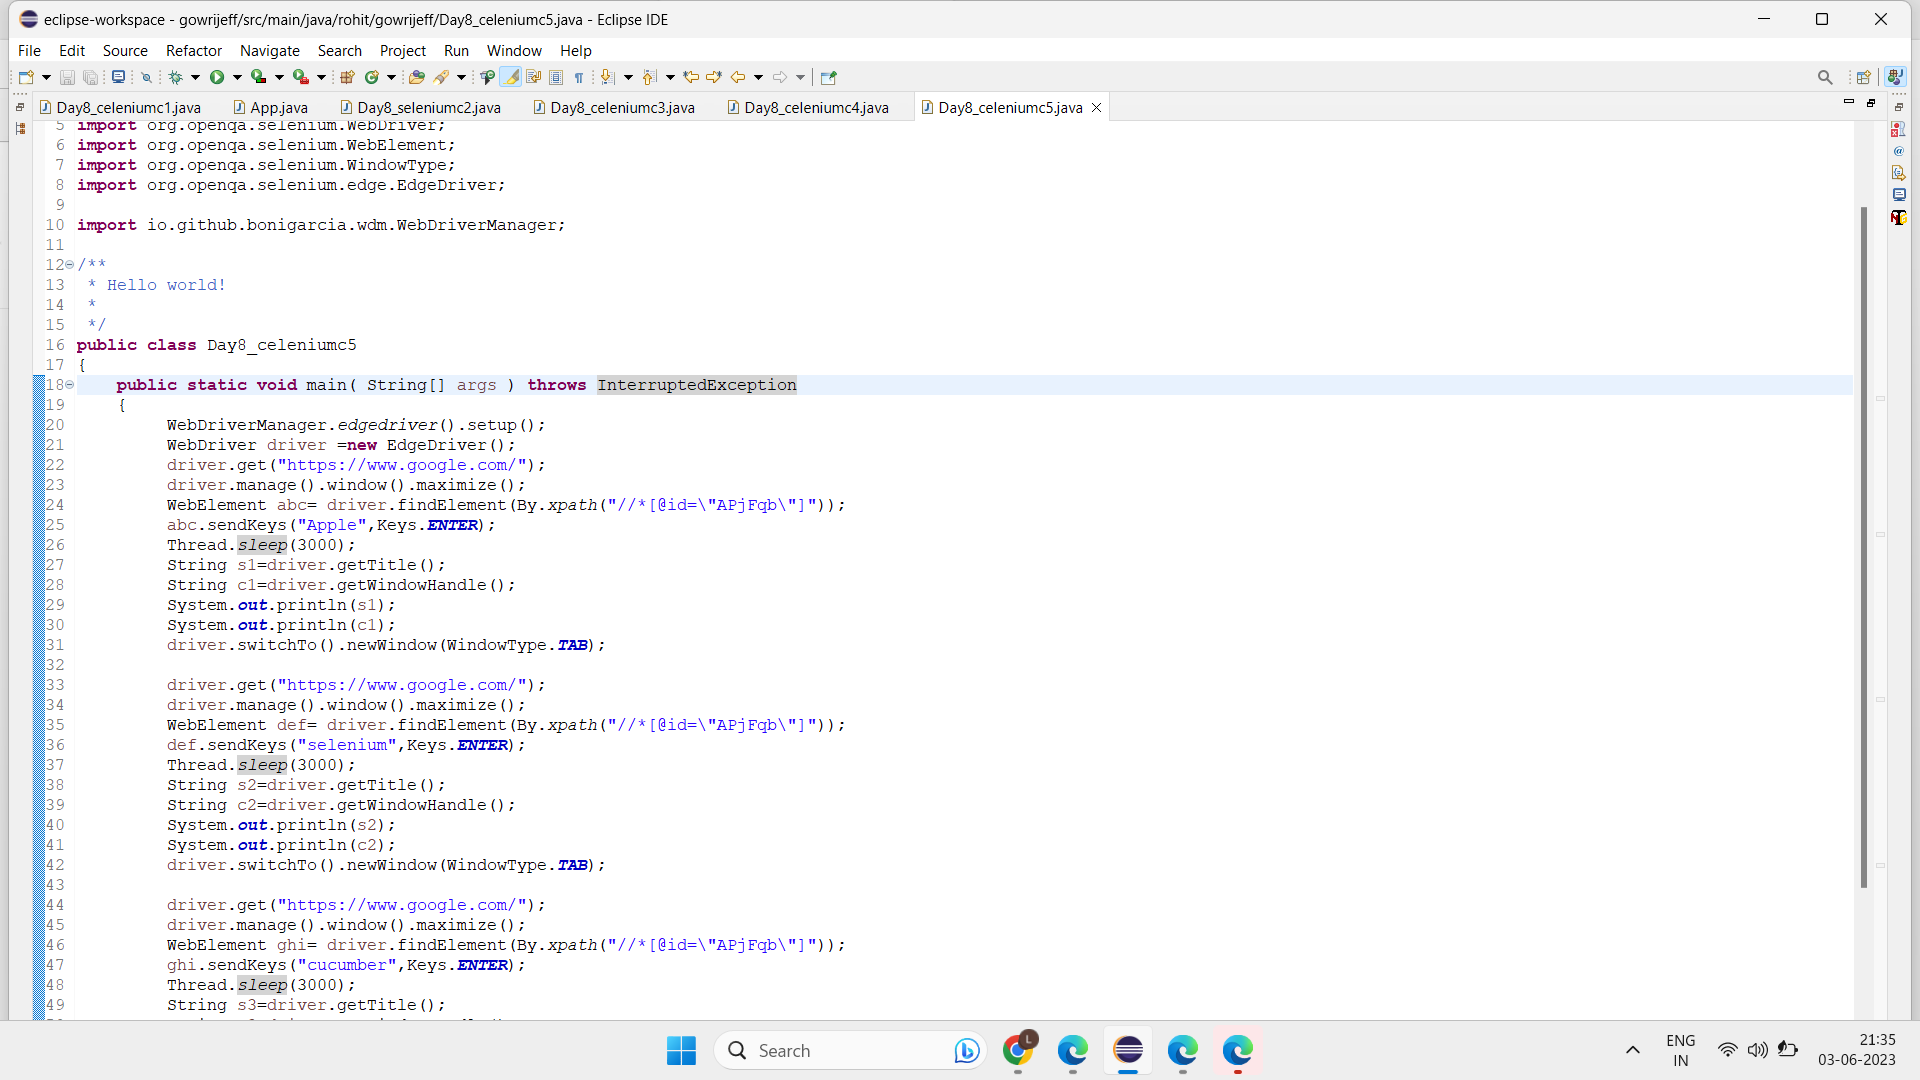 eclipse-workspace - gowrijeff/src/main/java/rohit/gowrijeff/Day8_celeniumc5.java - Eclipse IDE
File Edit Source Refactor Navigate Search Project Run Window Help
Day8_celeniumc1.java App.java Day8_seleniumc2.java Day8_celeniumc3.java Day8_celeniumc4.java Day8_celeniumc5.java
5 import org.openqa.selenium.WebDriver;
6 import org.openqa.selenium.WebElement;
7 import org.openqa.selenium.WindowType;
8 import org.openqa.selenium.edge.EdgeDriver;
9
10 import io.github.bonigarcia.wdm.WebDriverManager;
11
12 /**
13 * Hello world!
14 *
15 */
16 public class Day8_celeniumc5
17 {
18 public static void main( String[] args ) throws InterruptedException
19 {
20 WebDriverManager.edgedriver().setup();
21 WebDriver driver =new EdgeDriver();
22 driver.get("https://www.google.com/");
23 driver.manage().window().maximize();
24 WebElement abc= driver.findElement(By.xpath("//*[@id=\"APjFqb\"]"));
25 abc.sendKeys("Apple",Keys.ENTER);
26 Thread.sleep(3000);
27 String s1=driver.getTitle();
28 String c1=driver.getWindowHandle();
29 System.out.println(s1);
30 System.out.println(c1);
31 driver.switchTo().newWindow(WindowType.TAB);
32
33 driver.get("https://www.google.com/");
34 driver.manage().window().maximize();
35 WebElement def= driver.findElement(By.xpath("//*[@id=\"APjFqb\"]"));
36 def.sendKeys("selenium",Keys.ENTER);
37 Thread.sleep(3000);
38 String s2=driver.getTitle();
39 String c2=driver.getWindowHandle();
40 System.out.println(s2);
41 System.out.println(c2);
42 driver.switchTo().newWindow(WindowType.TAB);
43
44 driver.get("https://www.google.com/");
45 driver.manage().window().maximize();
46 WebElement ghi= driver.findElement(By.xpath("//*[@id=\"APjFqb\"]"));
47 ghi.sendKeys("cucumber",Keys.ENTER);
48 Thread.sleep(3000);
49 String s3=driver.getTitle();
Search
L
ENG
IN
21:35
03-06-2023